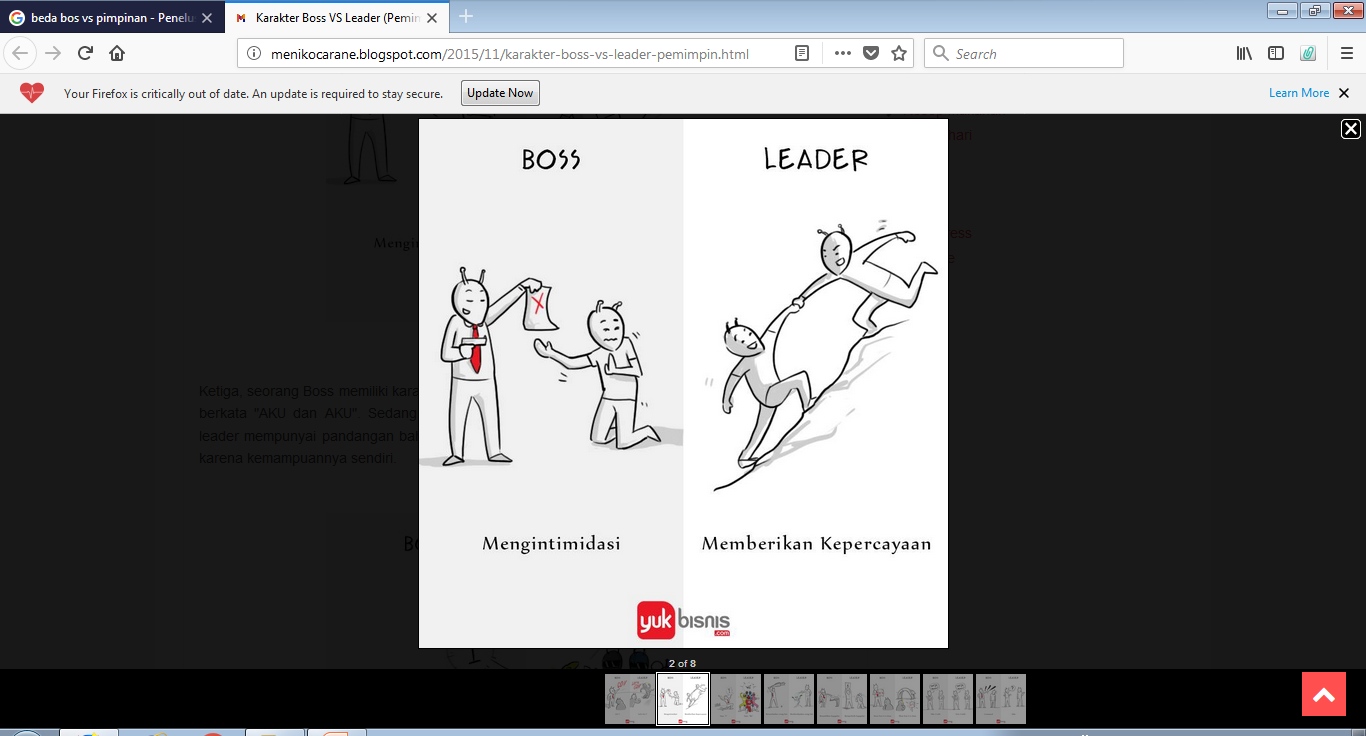 beda bos vs pimpinan - Penelu
Karakter Boss VS Leader (Pemim
menikocarane.blogspot.com/2015/11/karakter-boss-vs-leader-pemimpin.html
Search
Your Firefox is critically out of date. An update is required to stay secure.
Update Now
Learn More
BOSS
LEADER
Mengintimidasi
Memberikan Kepercayaan
yuk bisnis
.com
Ketiga, seorang Boss memiliki kara
berkata "AKU dan AKU". Sedang
leader mempunyai pandangan bah
karena kemampuannya sendiri.
2 of 8